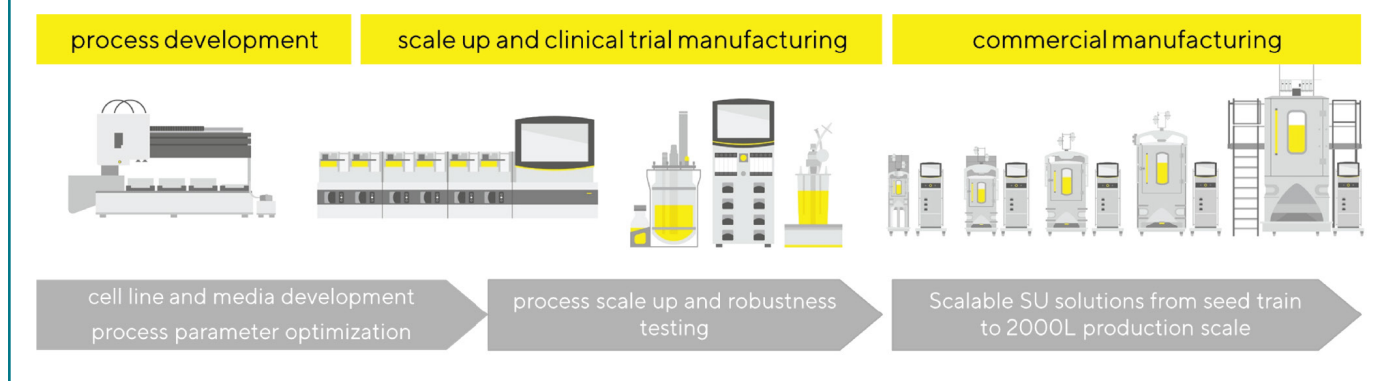 process development
scale up and clinical trial manufacturing
commercial manufacturing
cell line and media development
process parameter optimization
process scale up and robustness
testing
Scalable SU solutions from seed train
to 2000L production scale